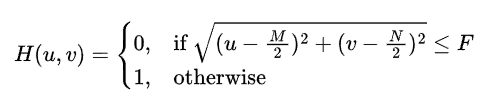 H(u, v) = { 0, if √((u − M/2)² + (v − N/2)²) ≤ F
1, otherwise